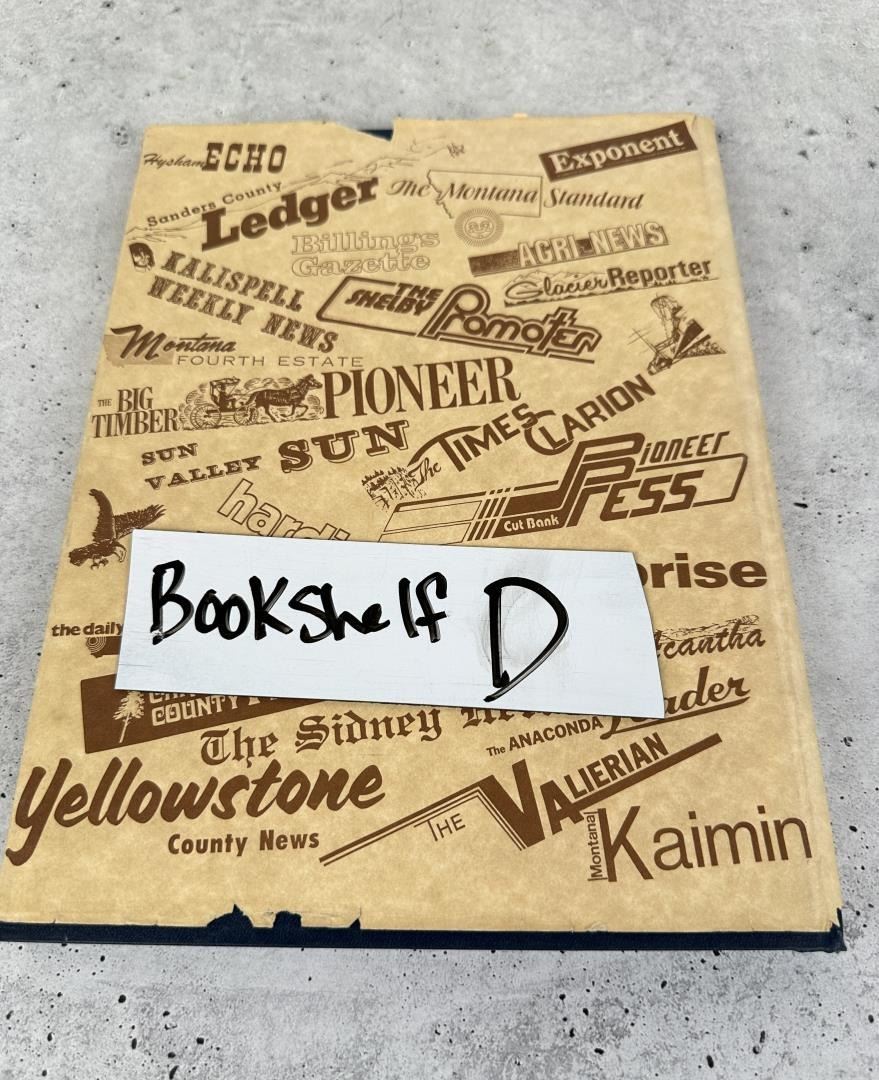 Hysham ECHO
Exponent
Sanders County
Ledger
The Montana Standard
Billings
Gazette
AGRI-NEWS
KALISPELL
WEEKLY NEWS
THE
SHELBY
Promoter
Glacier Reporter
Montana
FOURTH ESTATE
THE BIG
TIMBER
PIONEER
SUN
VALLEY
SUN
The TIMES CLARION
Cut Bank
Pioneer
Press
Bookshelf D
the daily
COUNTY
The Sidney
The ANACONDA Leader
Yellowstone
County News
THE VALIERIAN
Montana
Kaimin